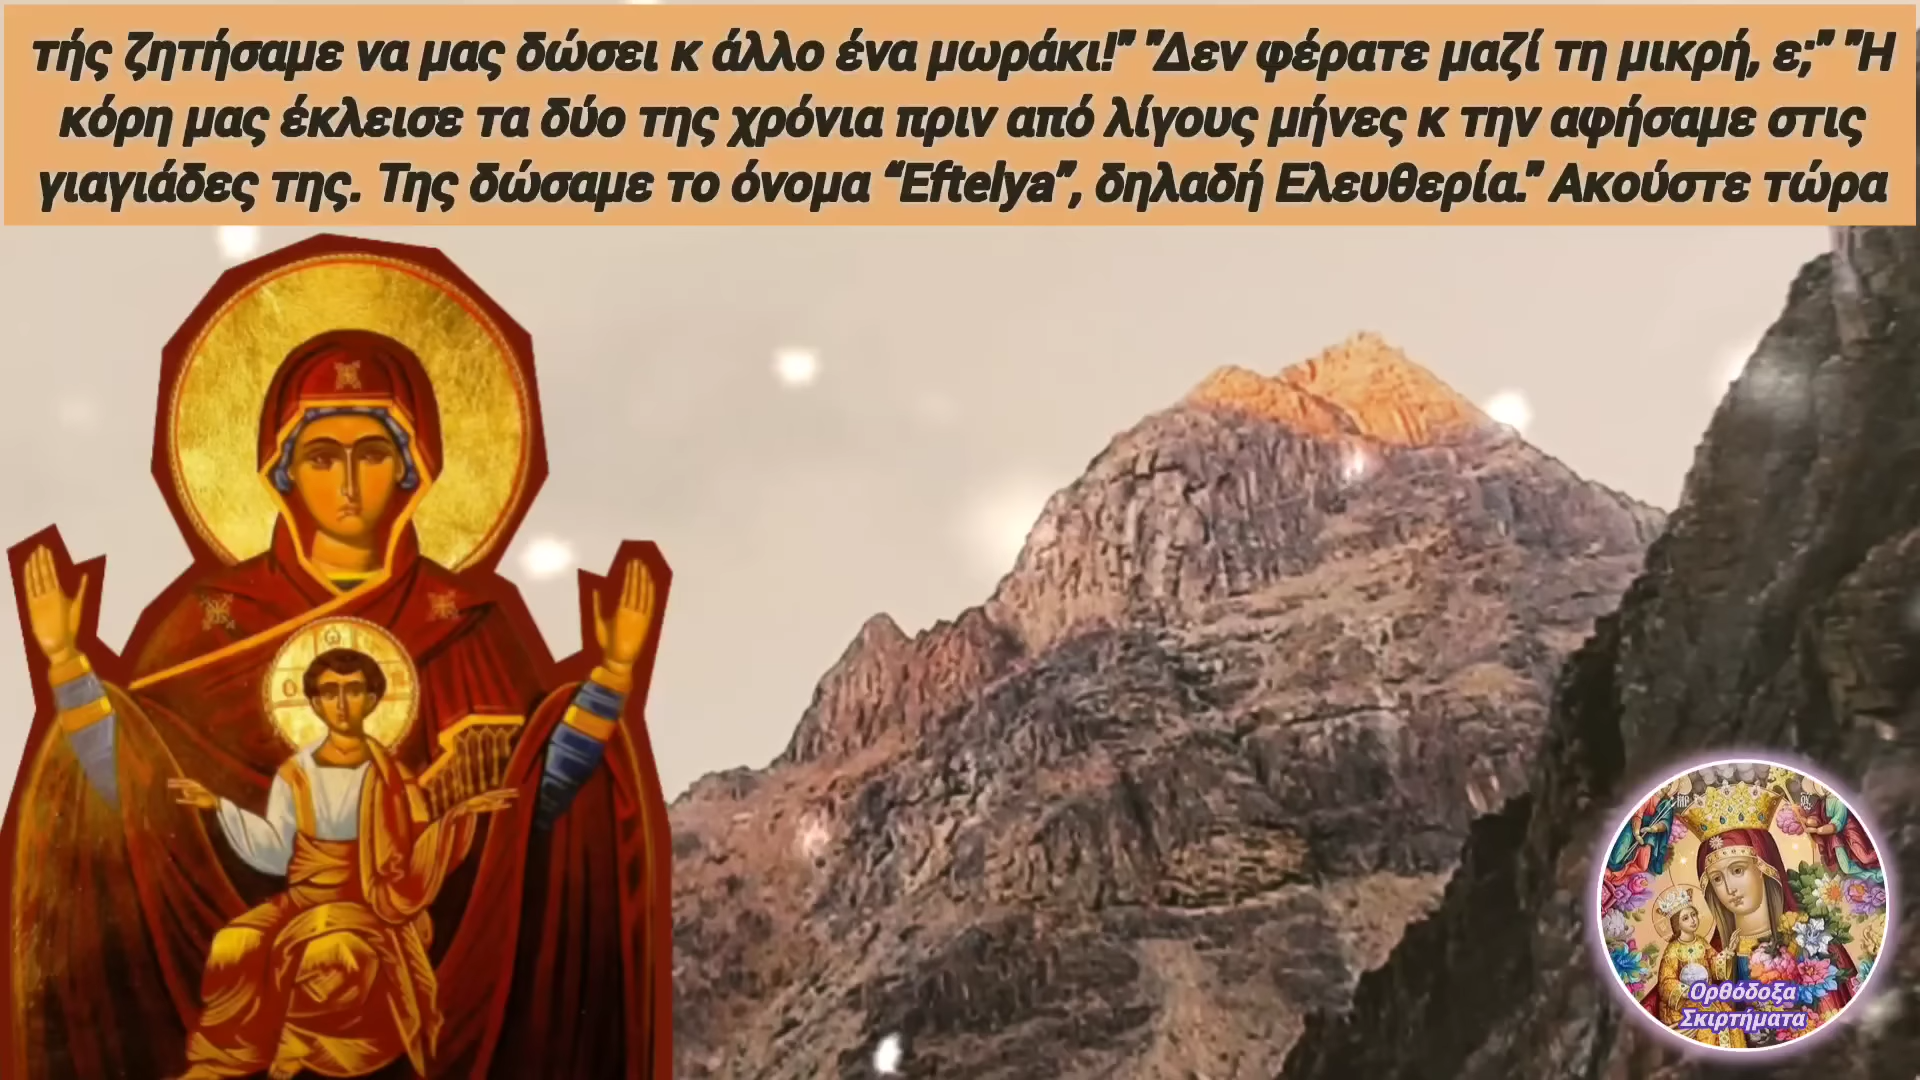 τής ζητήσαμε να μας δώσει κ άλλο ένα μωράκι!" "Δεν φέρατε μαζί τη μικρή, ε;" "Η
κόρη μας έκλεισε τα δύο της χρόνια πριν από λίγους μήνες κ την αφήσαμε στις
γιαγιάδες της. Της δώσαμε το όνομα “Eftelya”, δηλαδή Ελευθερία." Ακούστε τώρα
Ορθόδοξα
Σκιρτήματα